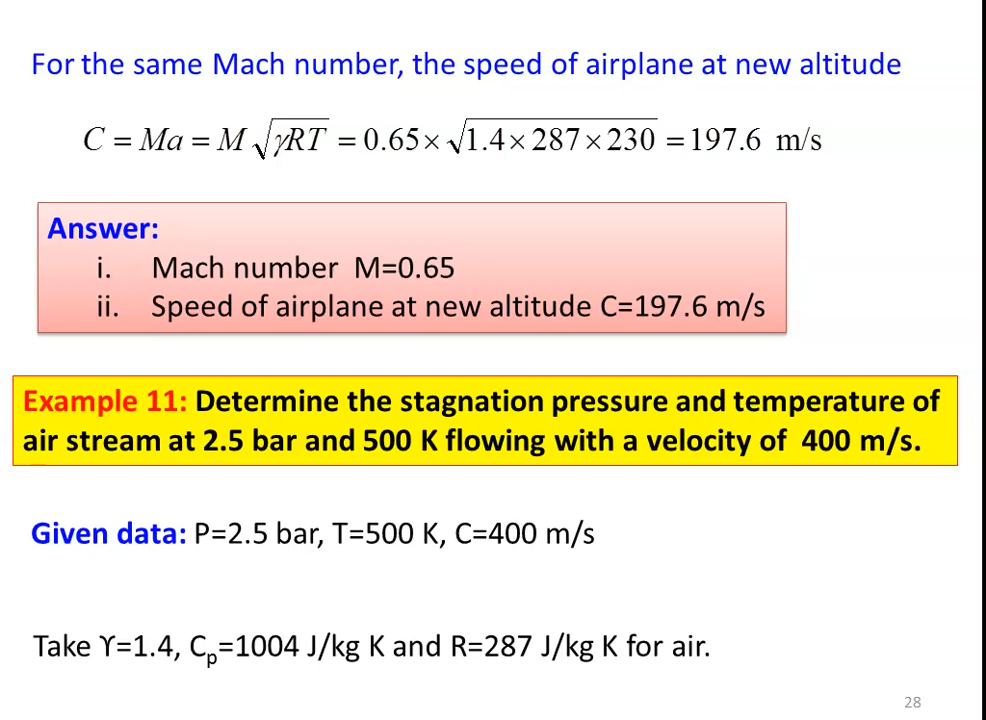 For the same Mach number, the speed of airplane at new altitude
C = Ma = M √γRT = 0.65× √1.4×287×230 = 197.6 m/s
Answer:
i. Mach number M=0.65
ii. Speed of airplane at new altitude C=197.6 m/s
Example 11: Determine the stagnation pressure and temperature of
air stream at 2.5 bar and 500 K flowing with a velocity of 400 m/s.
Given data: P=2.5 bar, T=500 K, C=400 m/s
Take ϒ=1.4, Cp=1004 J/kg K and R=287 J/kg K for air.
28